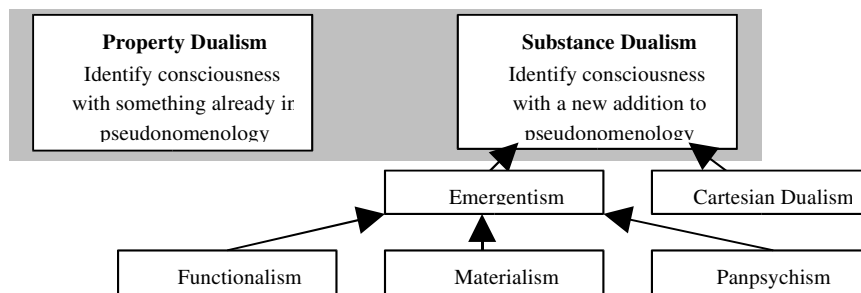 Property Dualism
Identify consciousness
with something already in
pseudonomenology
Substance Dualism
Identify consciousness
with a new addition to
pseudonomenology
Emergentism
Cartesian Dualism
Functionalism
Materialism
Panpsychism